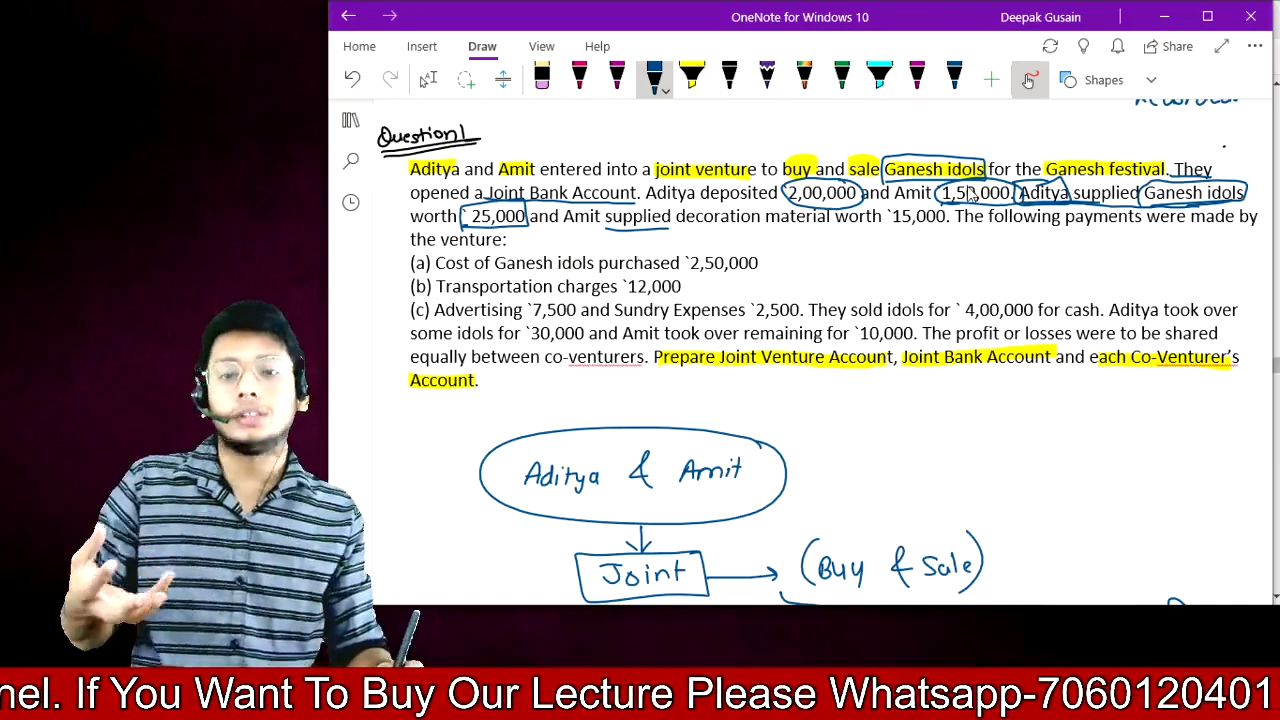 OneNote for Windows 10
Deepak Gusain
Home Insert Draw View Help
Share
Shapes
Question 1
Aditya and Amit entered into a joint venture to buy and sale Ganesh idols for the Ganesh festival. They
opened a Joint Bank Account. Aditya deposited 2,00,000 and Amit 1,50,000. Aditya supplied Ganesh idols
worth ` 25,000 and Amit supplied decoration material worth `15,000. The following payments were made by
the venture:
(a) Cost of Ganesh idols purchased `2,50,000
(b) Transportation charges `12,000
(c) Advertising `7,500 and Sundry Expenses `2,500. They sold idols for ` 4,00,000 for cash. Aditya took over
some idols for `30,000 and Amit took over remaining for `10,000. The profit or losses were to be shared
equally between co-venturers. Prepare Joint Venture Account, Joint Bank Account and each Co-Venturer's
Account.
Aditya & Amit
Joint
(Buy & Sale)
nel. If You Want To Buy Our Lecture Please Whatsapp-7060120401